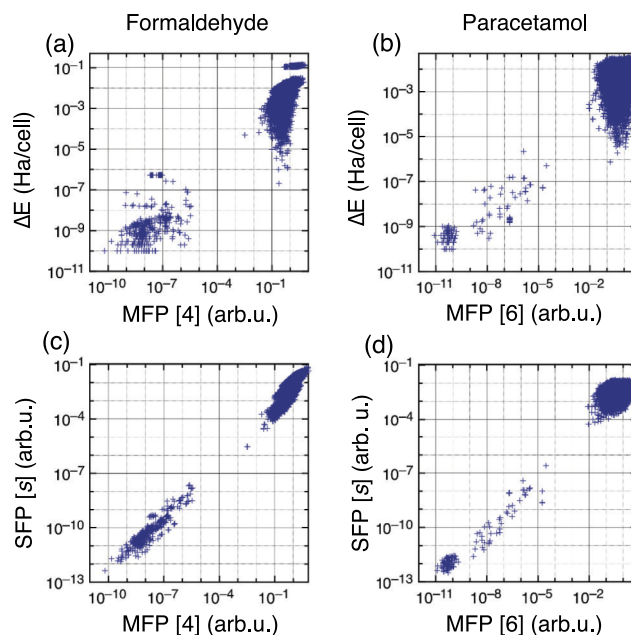 Formaldehyde Paracetamol
(a) (b)
10⁻¹ 10⁻¹
10⁻³ 10⁻³
10⁻⁵ 10⁻⁵
10⁻⁷ 10⁻⁷
10⁻⁹ 10⁻⁹
10⁻¹¹ 10⁻¹¹
ΔE (Ha/cell) ΔE (Ha/cell)
10⁻¹⁰ 10⁻⁷ 10⁻⁴ 10⁻¹ 10⁻¹¹ 10⁻⁸ 10⁻⁵ 10⁻²
MFP [4] (arb.u.) MFP [6] (arb.u.)
(c) (d)
10⁻¹ 10⁻¹
10⁻⁴ 10⁻⁴
10⁻⁷ 10⁻⁷
10⁻¹⁰ 10⁻¹⁰
10⁻¹³ 10⁻¹³
SFP [s] (arb.u.) SFP [s] (arb. u.)
10⁻¹⁰ 10⁻⁷ 10⁻⁴ 10⁻¹ 10⁻¹¹ 10⁻⁸ 10⁻⁵ 10⁻²
MFP [4] (arb.u.) MFP [6] (arb.u.)